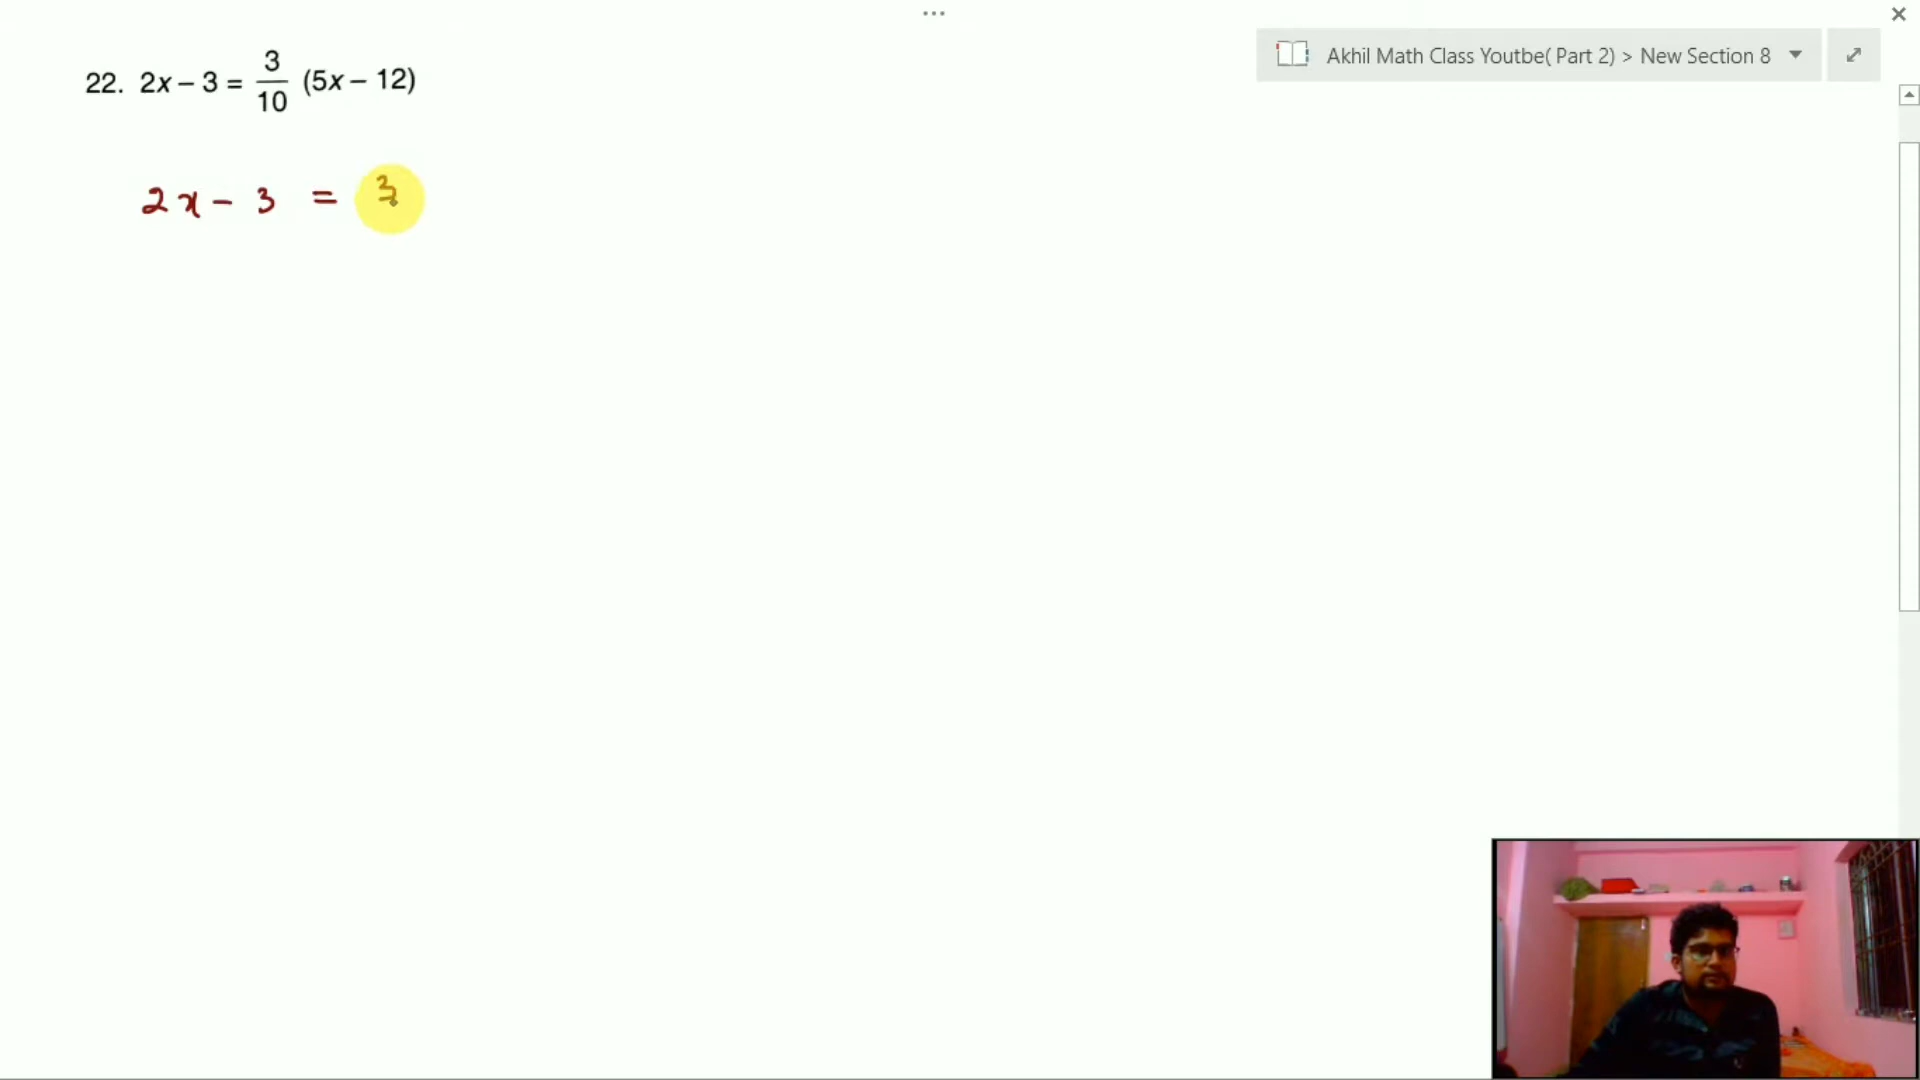 ...
Akhil Math Class Youtbe( Part 2) > New Section 8
22. 2x – 3 = 3/10 (5x – 12)
2x - 3 = 3